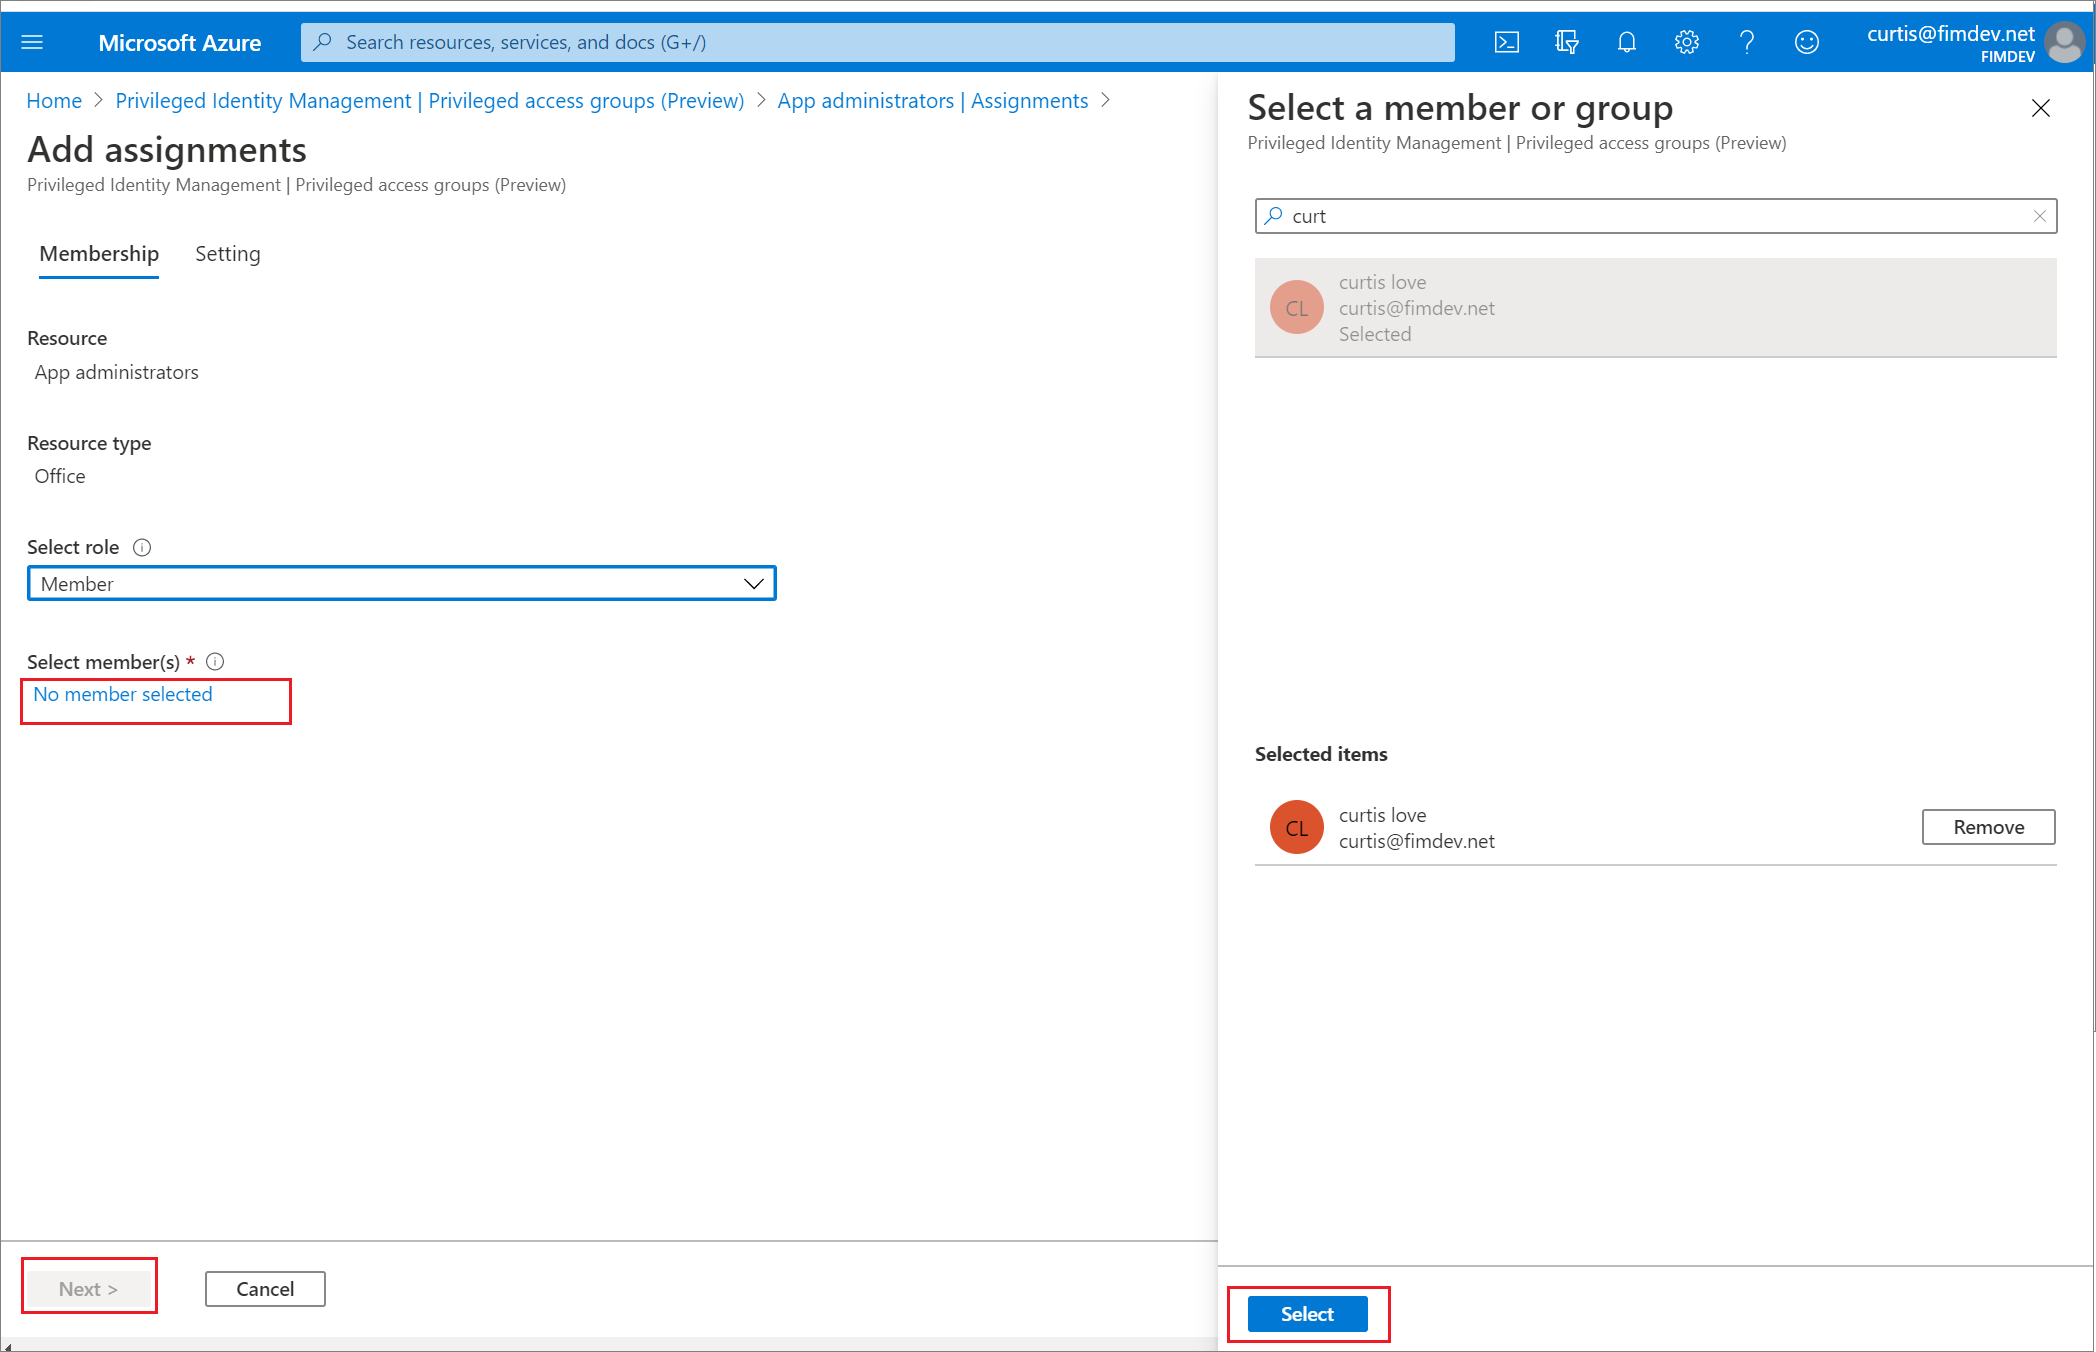 Microsoft Azure
Search resources, services, and docs (G+/)
curtis@fimdev.net
FIMDEV
Home > Privileged Identity Management | Privileged access groups (Preview) > App administrators | Assignments >
Add assignments
Privileged Identity Management | Privileged access groups (Preview)
Membership Setting
Resource
App administrators
Resource type
Office
Select role
Member
Select member(s) *
No member selected
Next >
Cancel
Select a member or group
Privileged Identity Management | Privileged access groups (Preview)
curt
CL
curtis love
curtis@fimdev.net
Selected
Selected items
CL
curtis love
curtis@fimdev.net
Remove
Select